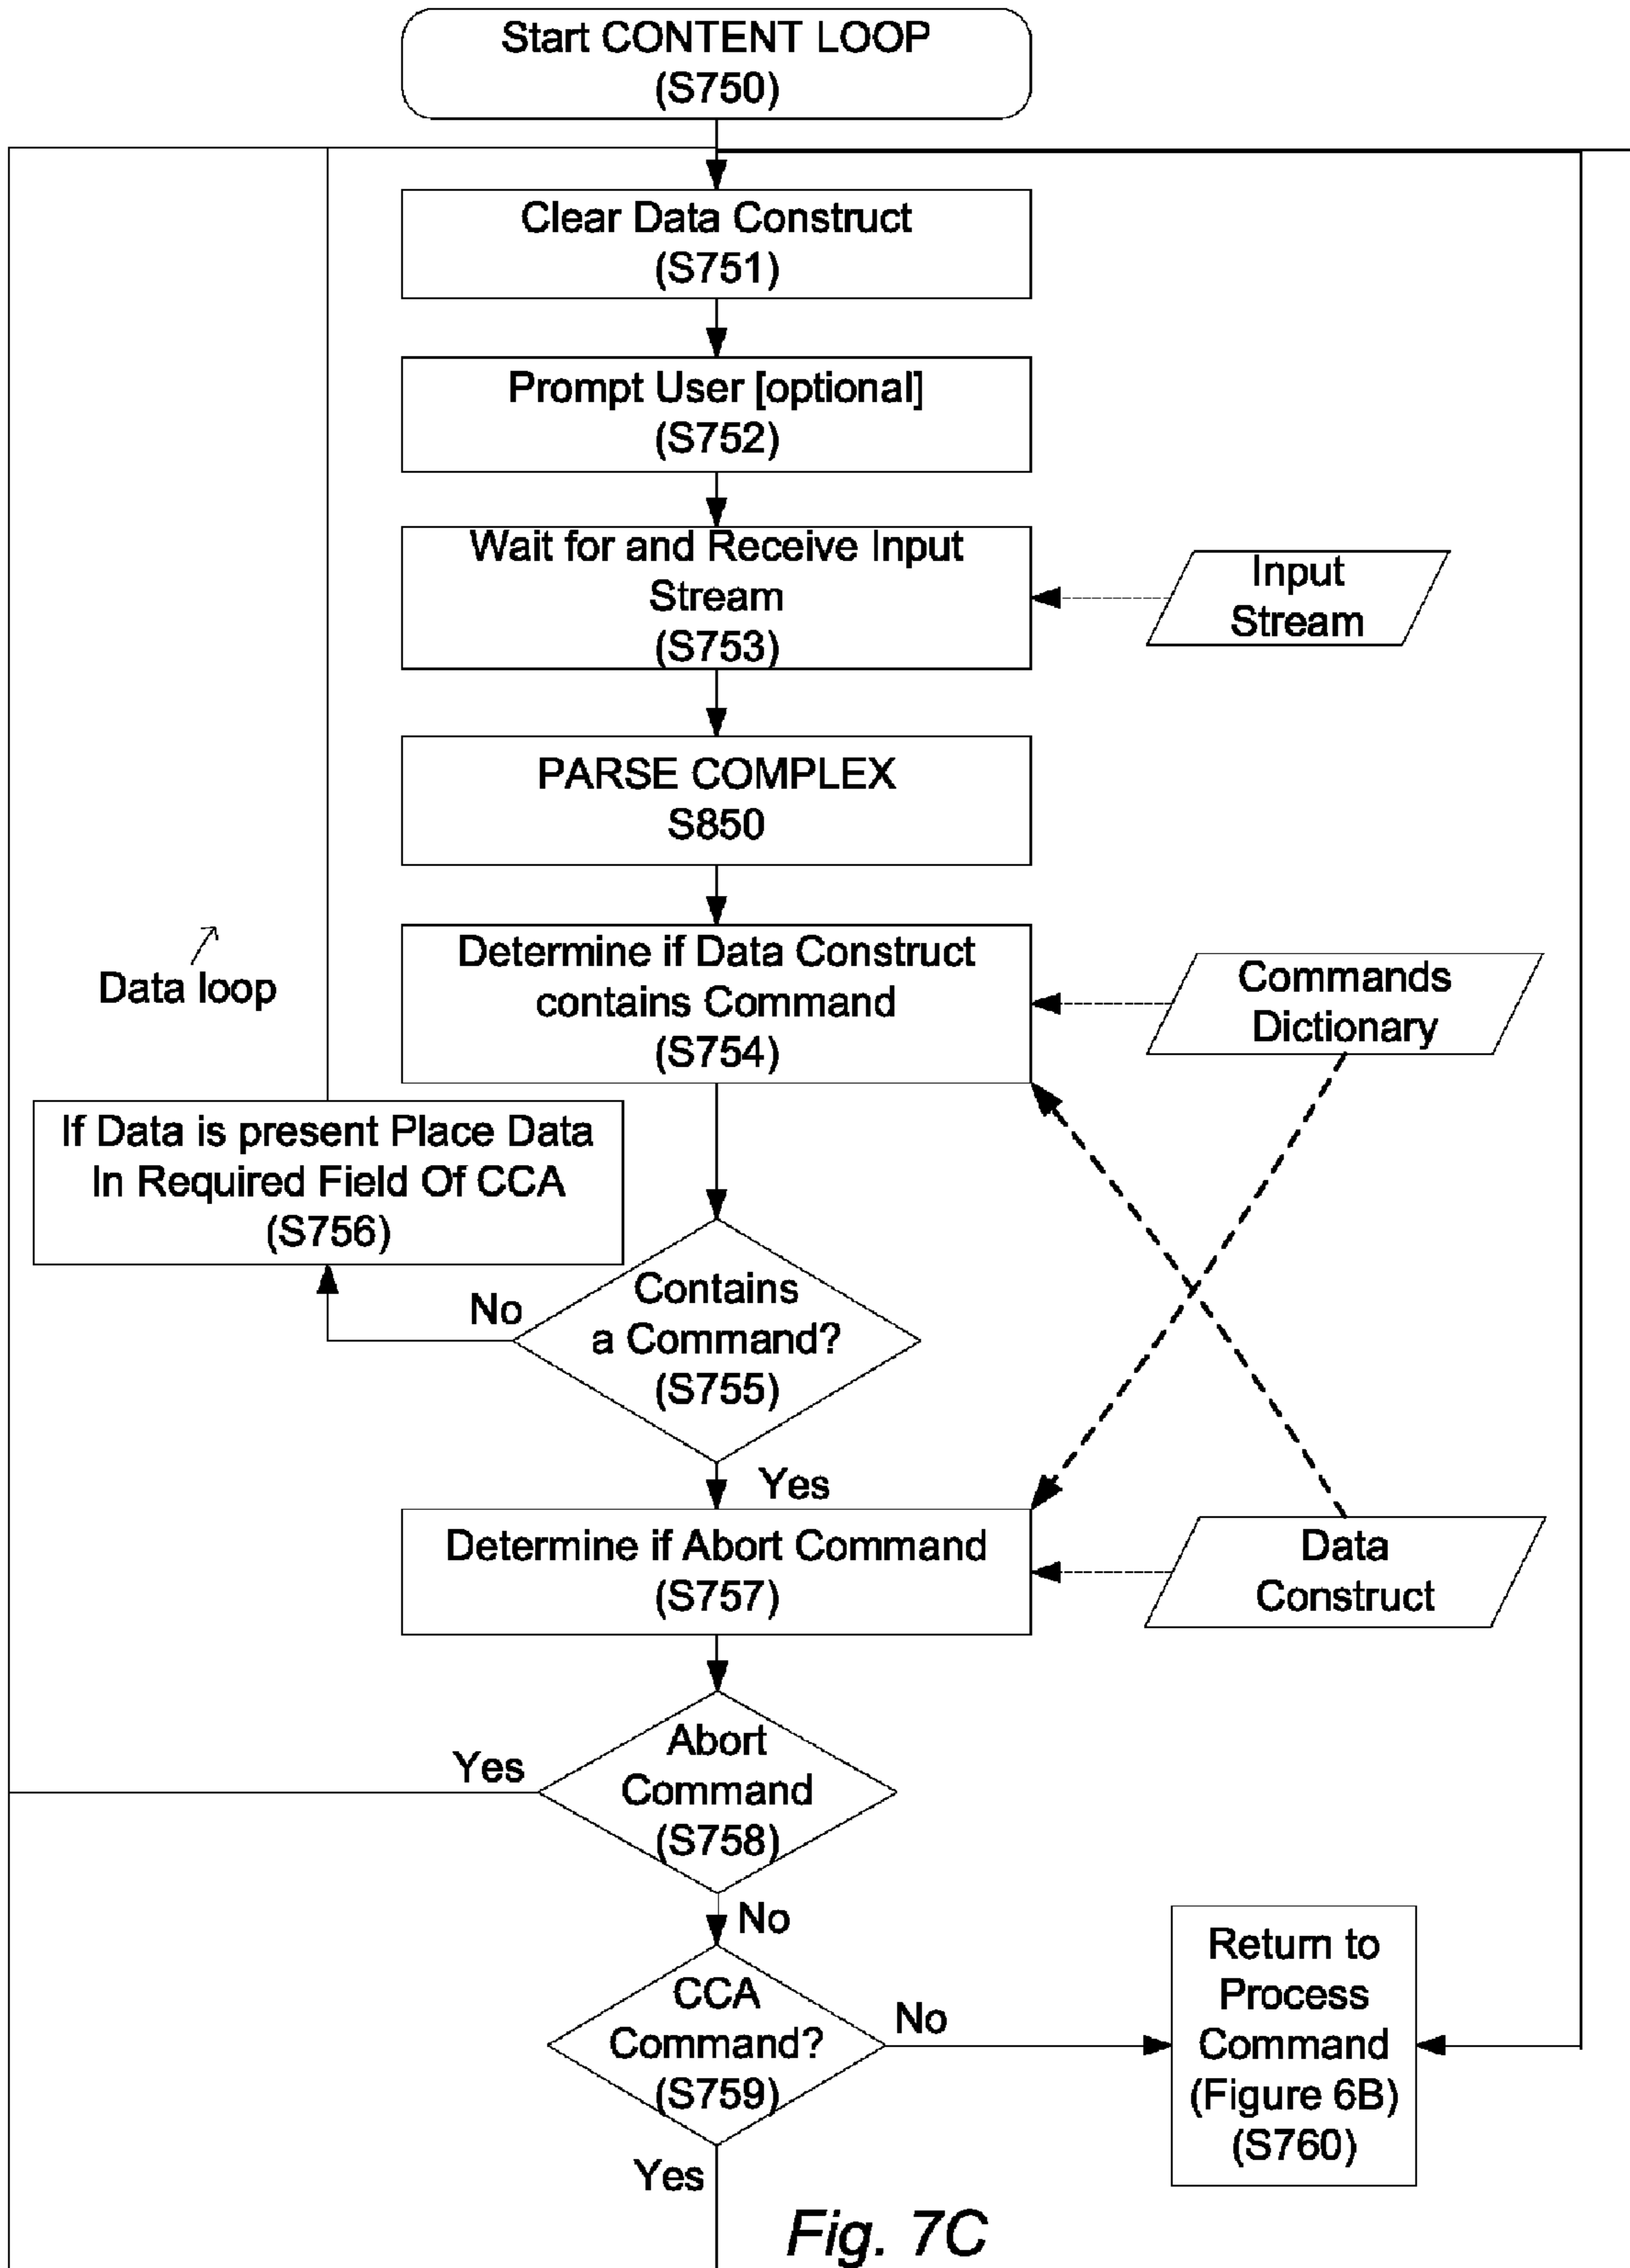 Start CONTENT LOOP
(S750)
Clear Data Construct
(S751)
Prompt User [optional]
(S752)
Wait for and Receive Input
Stream
(S753)
Input
Stream
PARSE COMPLEX
S850
Determine if Data Construct
contains Command
(S754)
Commands
Dictionary
Data loop
If Data is present Place Data
In Required Field Of CCA
(S756)
No
Contains
a Command?
(S755)
Yes
Determine if Abort Command
(S757)
Data
Construct
Yes
Abort
Command
(S758)
No
CCA
Command?
(S759)
No
Return to
Process
Command
(Figure 6B)
(S760)
Yes
Fig. 7C